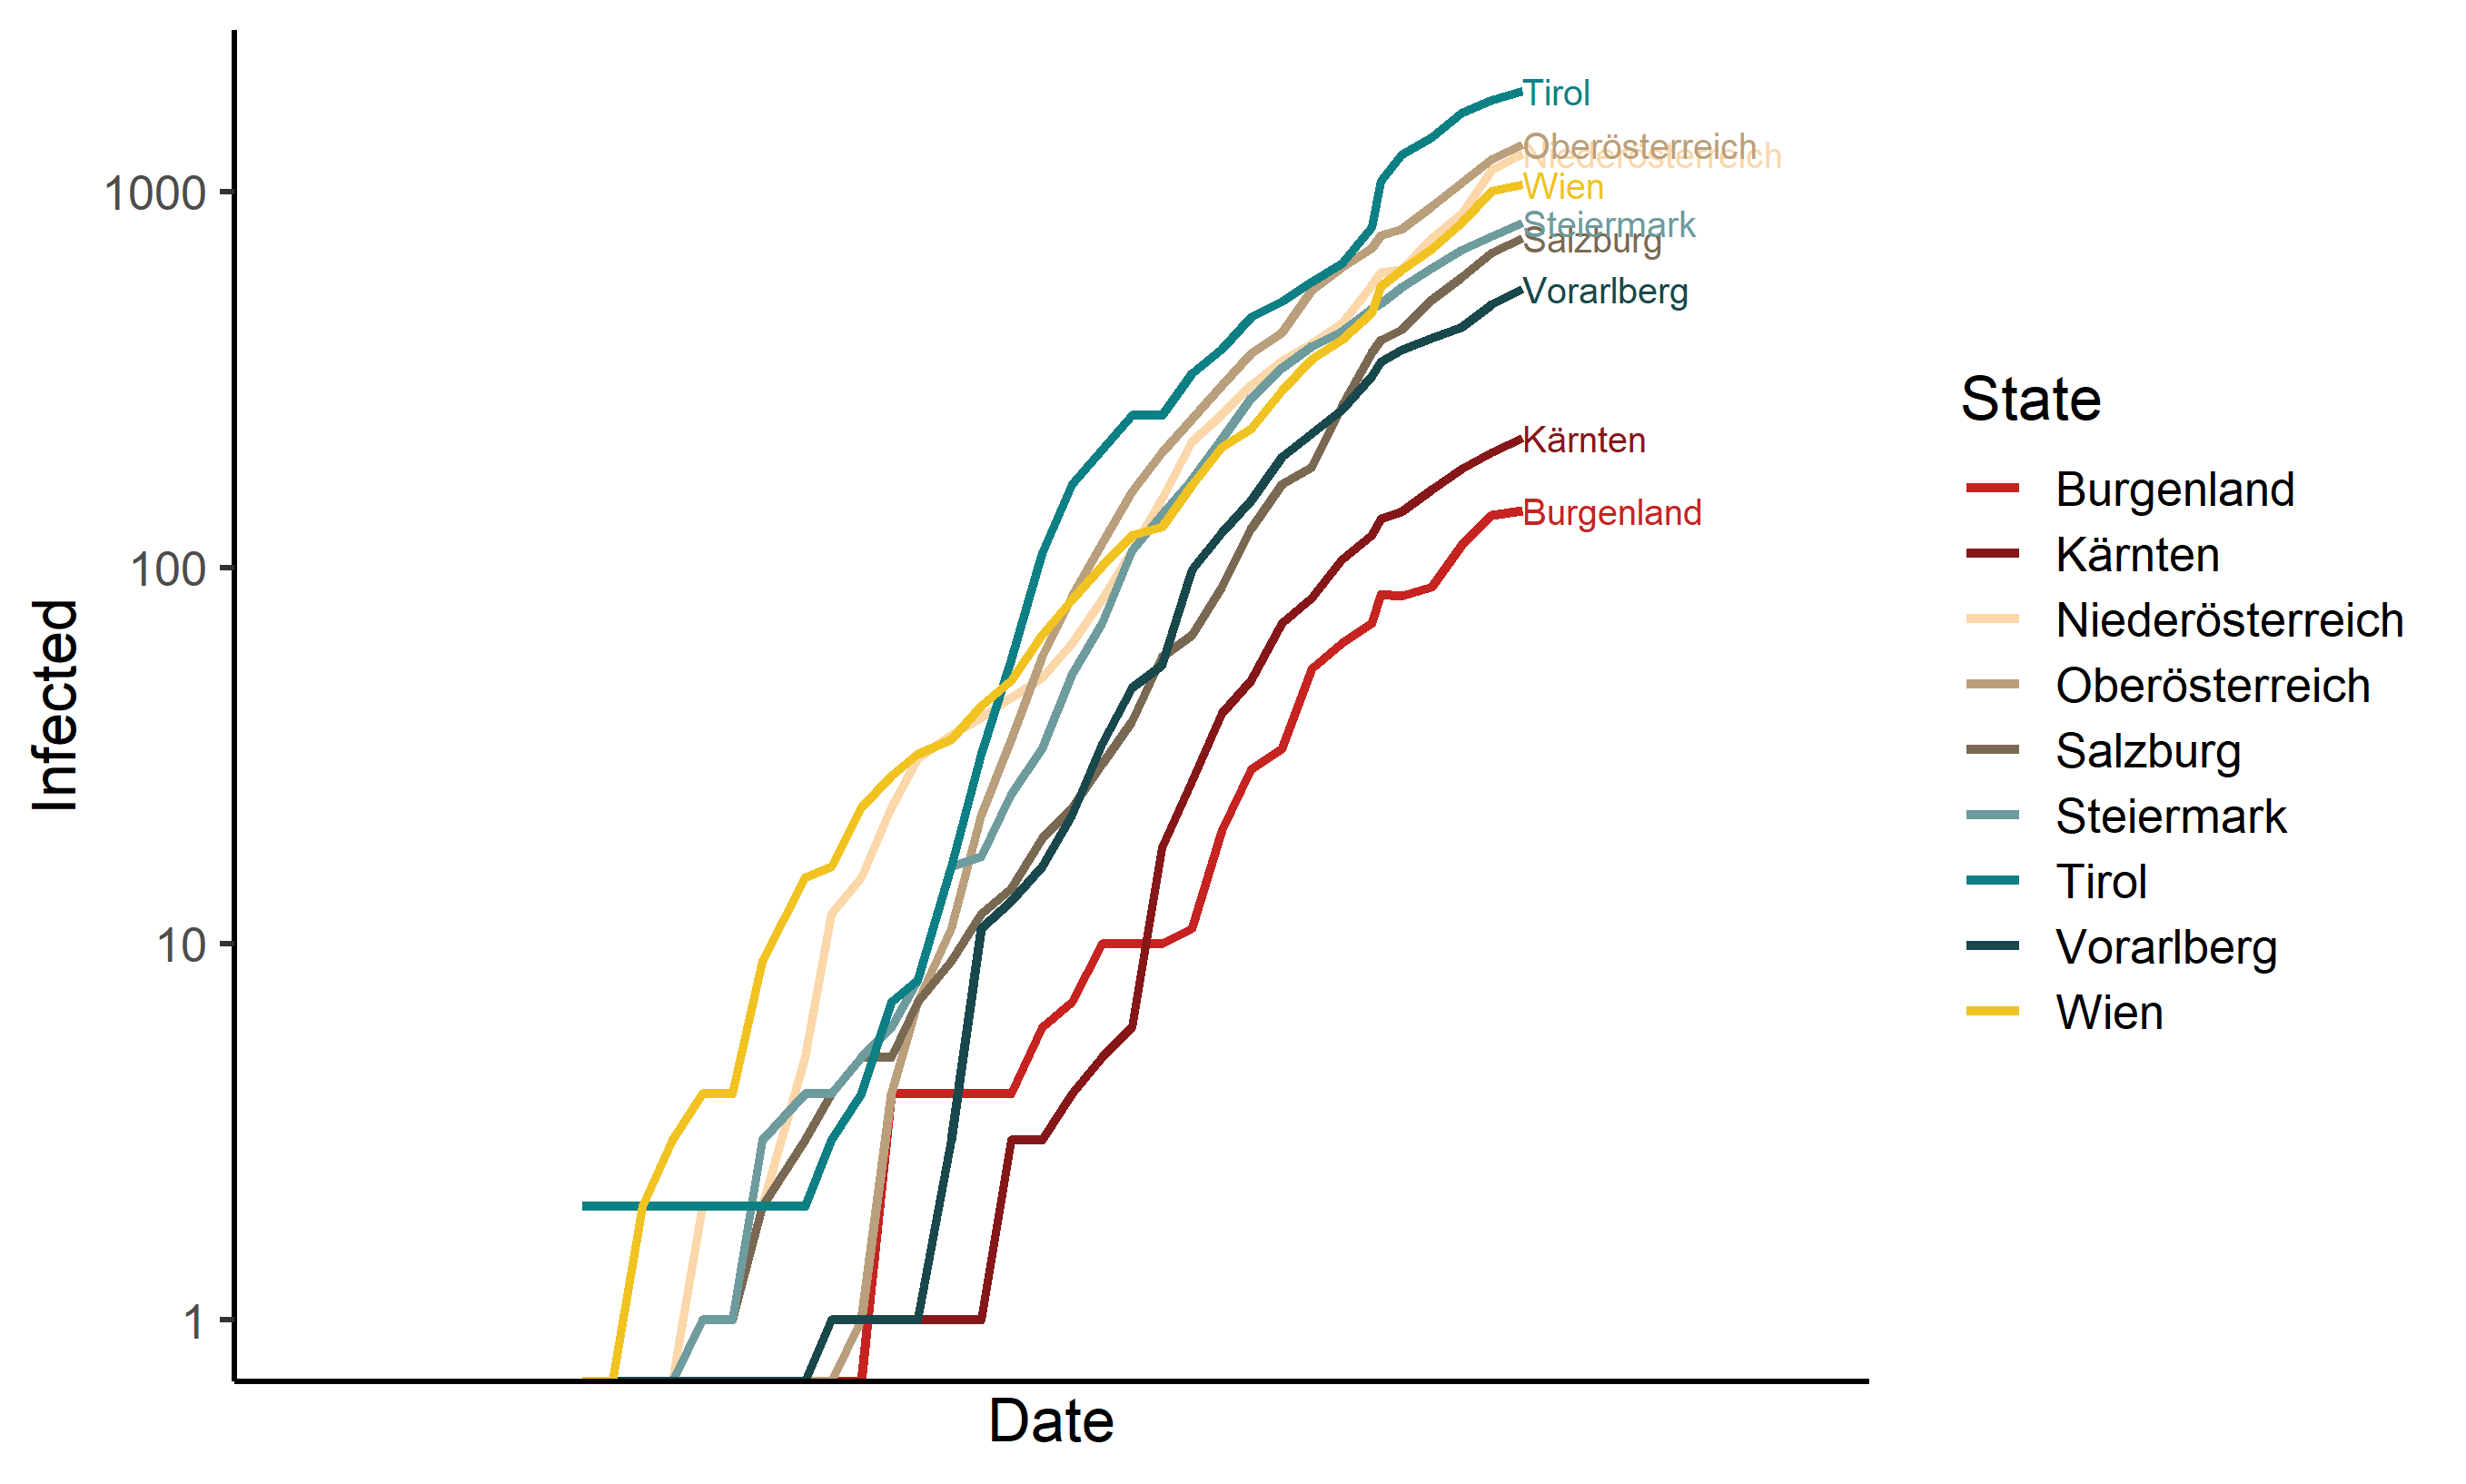 Infected
1000
100
10
1
Tirol
Oberösterreich
Niederösterreich
Wien
Steiermark
Salzburg
Vorarlberg
Kärnten
Burgenland
Date
State
Burgenland
Kärnten
Niederösterreich
Oberösterreich
Salzburg
Steiermark
Tirol
Vorarlberg
Wien